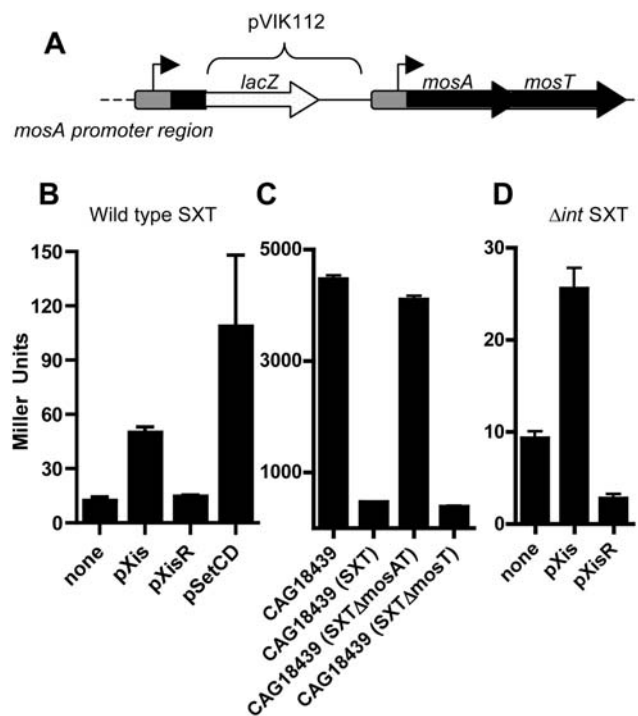 A
pVIK112
lacZ
mosA
mosT
mosA promoter region
B
Wild type SXT
C
D
Δint SXT
Miller Units
150
120
90
60
30
0
none
pXis
pXisR
pSetCD
5000
3000
1000
CAG18439
CAG18439 (SXT)
CAG18439 (SXTΔmosAT)
CAG18439 (SXTΔmosT)
30
20
10
0
none
pXis
pXisR